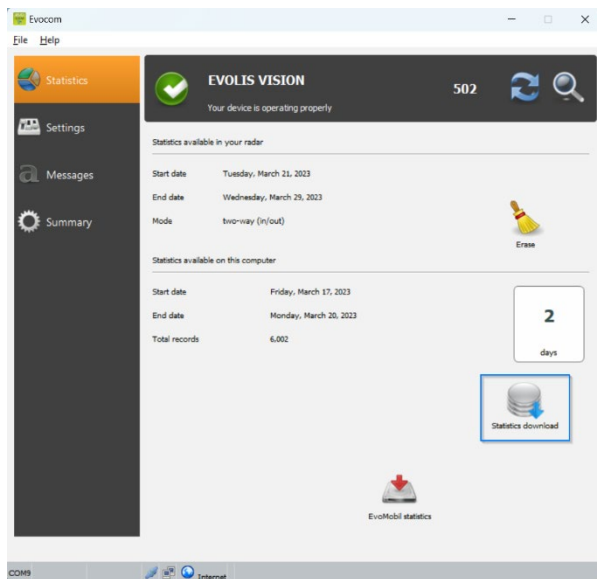 Evocom
File Help
Statistics
Settings
Messages
Summary
EVOLIS VISION
Your device is operating properly
502
Statistics available in your radar
Start date Tuesday, March 21, 2023
End date Wednesday, March 29, 2023
Mode two-way (in/out)
Erase
Statistics available on this computer
Start date Friday, March 17, 2023
End date Monday, March 20, 2023
Total records 6,002
2
days
Statistics download
EvoMobil statistics
COM9 Internet